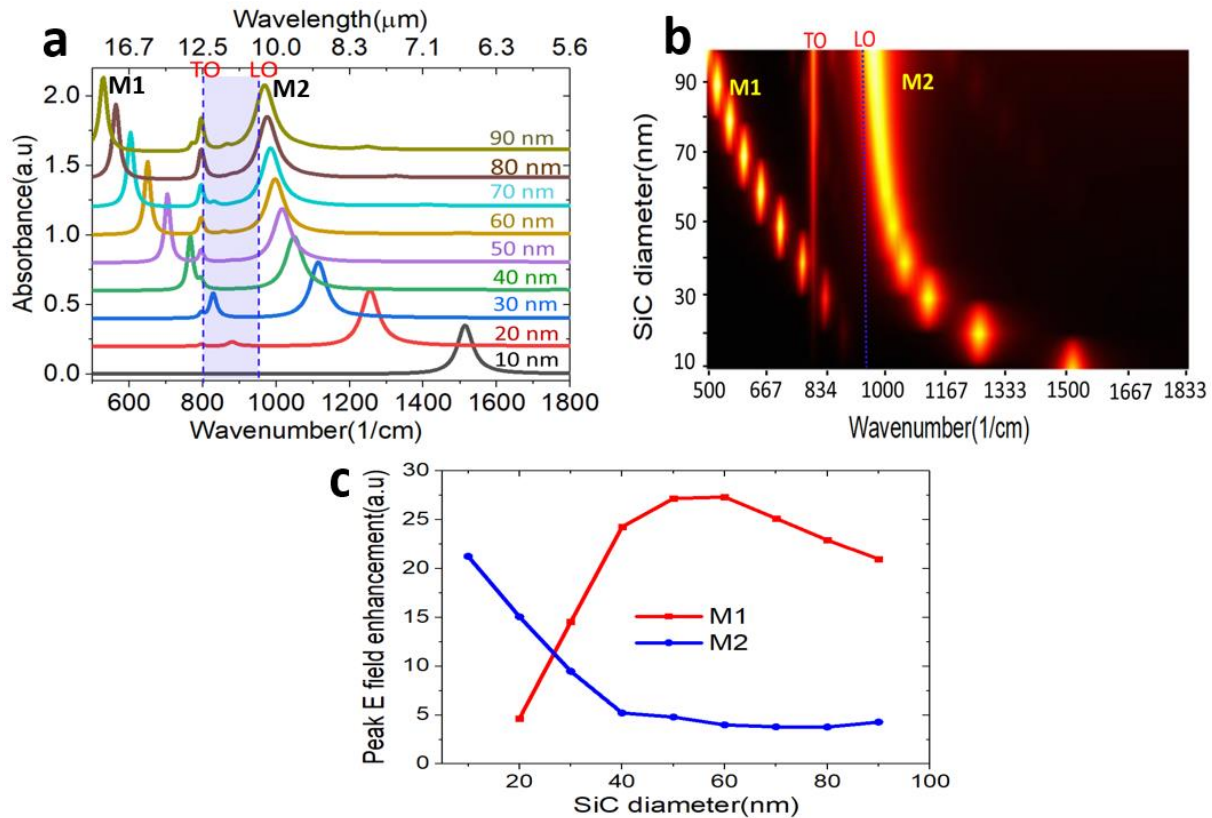 a
Wavelength(μm)
16.7 12.5 10.0 8.3 7.1 6.3 5.6
TO LO
M1 M2
Absorbance(a.u)
2.0
1.5
1.0
0.5
0.0
90 nm
80 nm
70 nm
60 nm
50 nm
40 nm
30 nm
20 nm
10 nm
600 800 1000 1200 1400 1600 1800
Wavenumber(1/cm)
b
TO LO
M1 M2
SiC diameter(nm)
90
70
50
30
10
500 667 834 1000 1167 1333 1500 1667 1833
Wavenumber(1/cm)
c
Peak E field enhancement(a.u)
30
25
20
15
10
5
0
M1
M2
20 40 60 80 100
SiC diameter(nm)